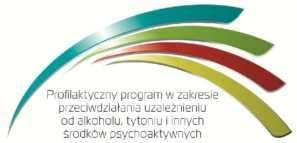 Profilaktyczny program w zakresie
przeciwdziałania uzależnieniu
od alkoholu, tytoniu i innych
środków psychoaktywnych